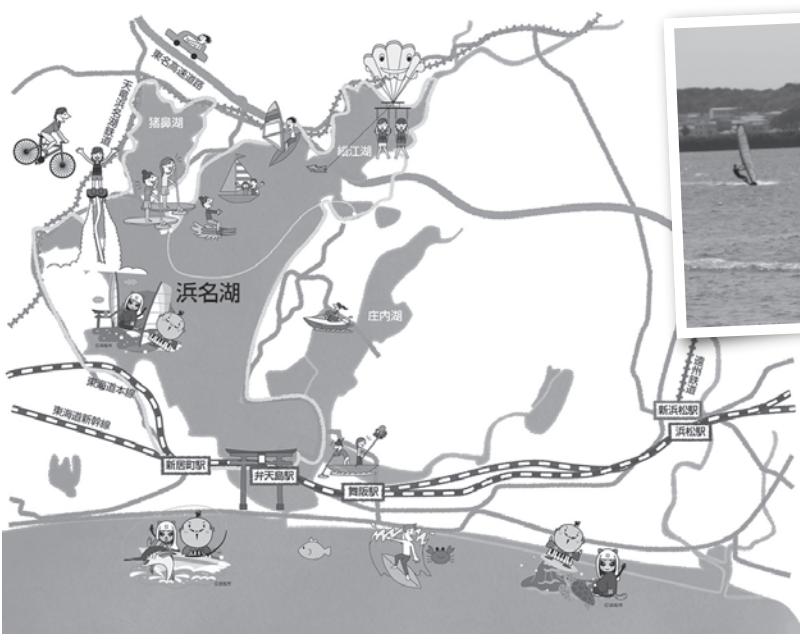 東名高速道路
天竜浜名湖鉄道
猪鼻湖
細江湖
浜名湖
庄内湖
東海道本線
東海道新幹線
遠州鉄道
新浜松駅
浜松駅
新居町駅
弁天島駅
舞阪駅